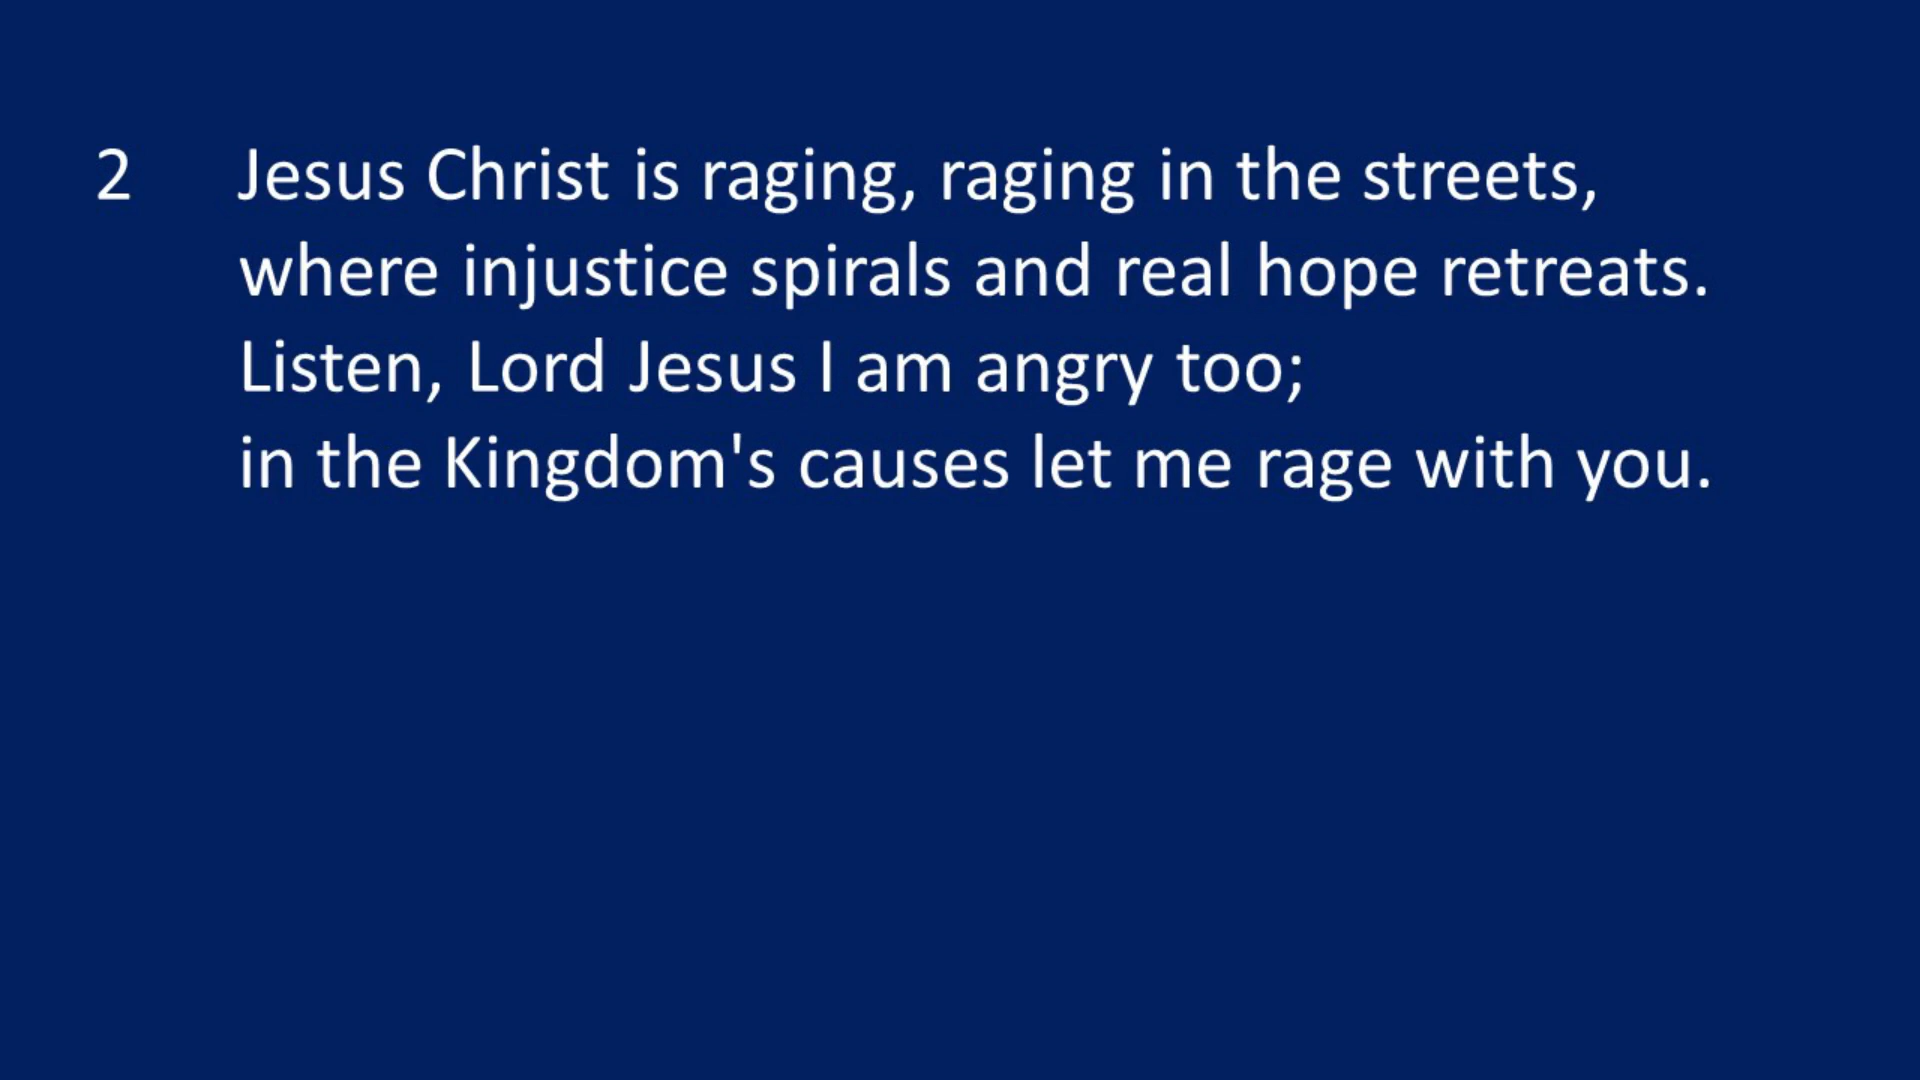 2 Jesus Christ is raging, raging in the streets,
where injustice spirals and real hope retreats.
Listen, Lord Jesus I am angry too;
in the Kingdom's causes let me rage with you.